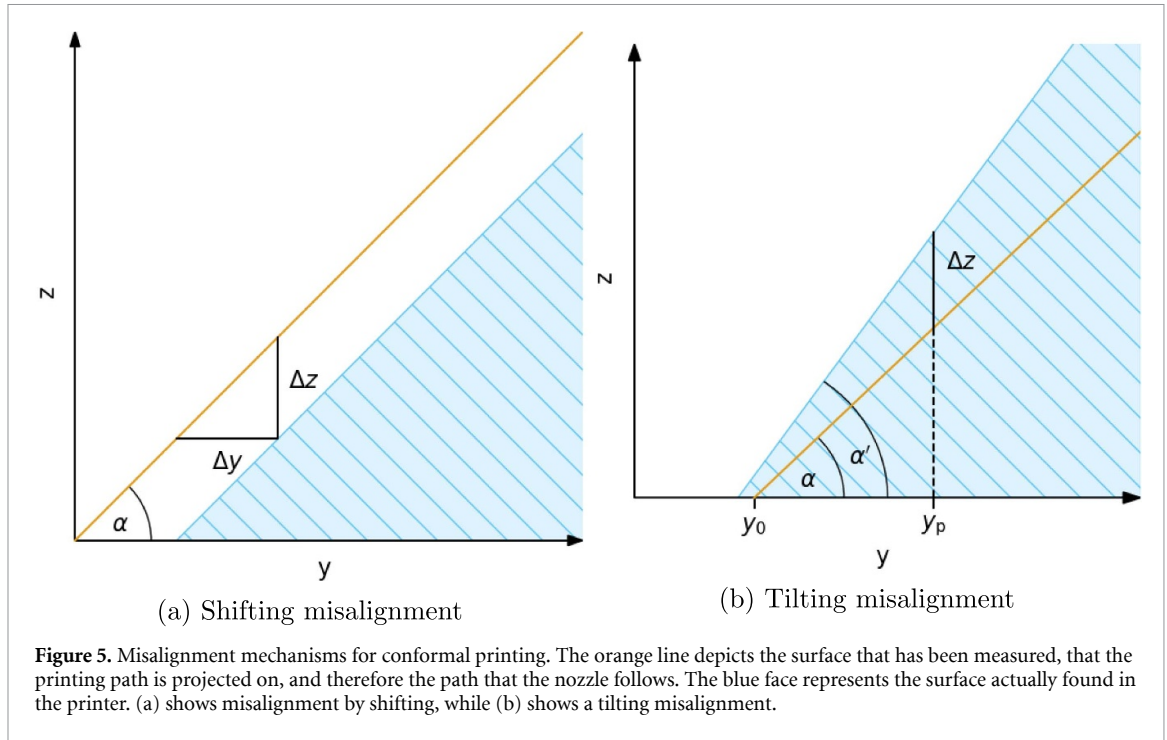 z
Δz
Δy
α
y
(a) Shifting misalignment
z
Δz
α′
α
y₀
yₚ
y
(b) Tilting misalignment
Figure 5. Misalignment mechanisms for conformal printing. The orange line depicts the surface that has been measured, that the
printing path is projected on, and therefore the path that the nozzle follows. The blue face represents the surface actually found in
the printer. (a) shows misalignment by shifting, while (b) shows a tilting misalignment.